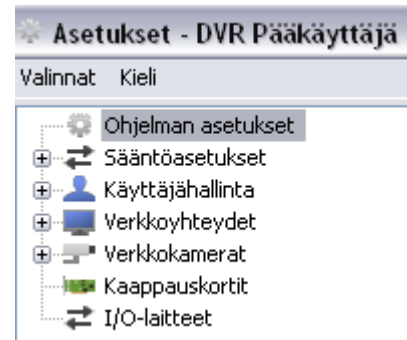 Asetukset - DVR Pääkäyttäjä
Valinnat Kieli
Ohjelman asetukset
Sääntöasetukset
Käyttäjähallinta
Verkkoyhteydet
Verkkokamerat
Kaappauskortit
I/O-laitteet